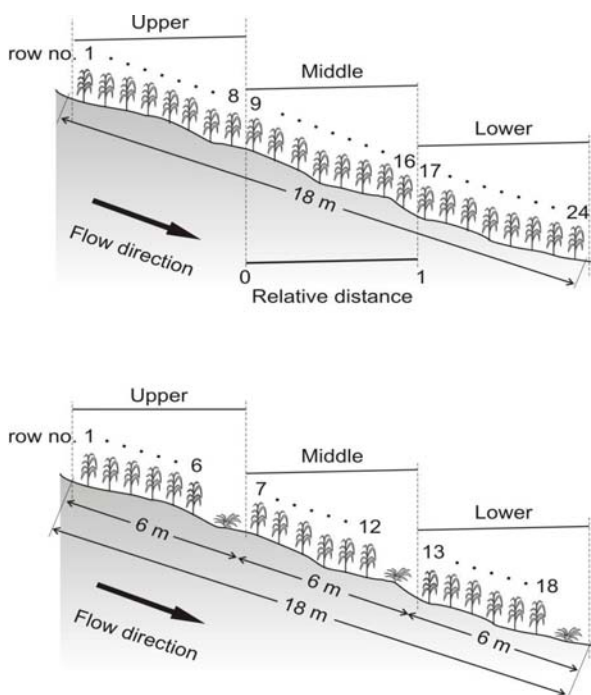 Upper
row no. 1
8
9
Middle
16
17
Lower
24
18 m
Flow direction
0
1
Relative distance
Upper
row no. 1
6
Middle
7
12
Lower
13
18
6 m
6 m
6 m
18 m
Flow direction